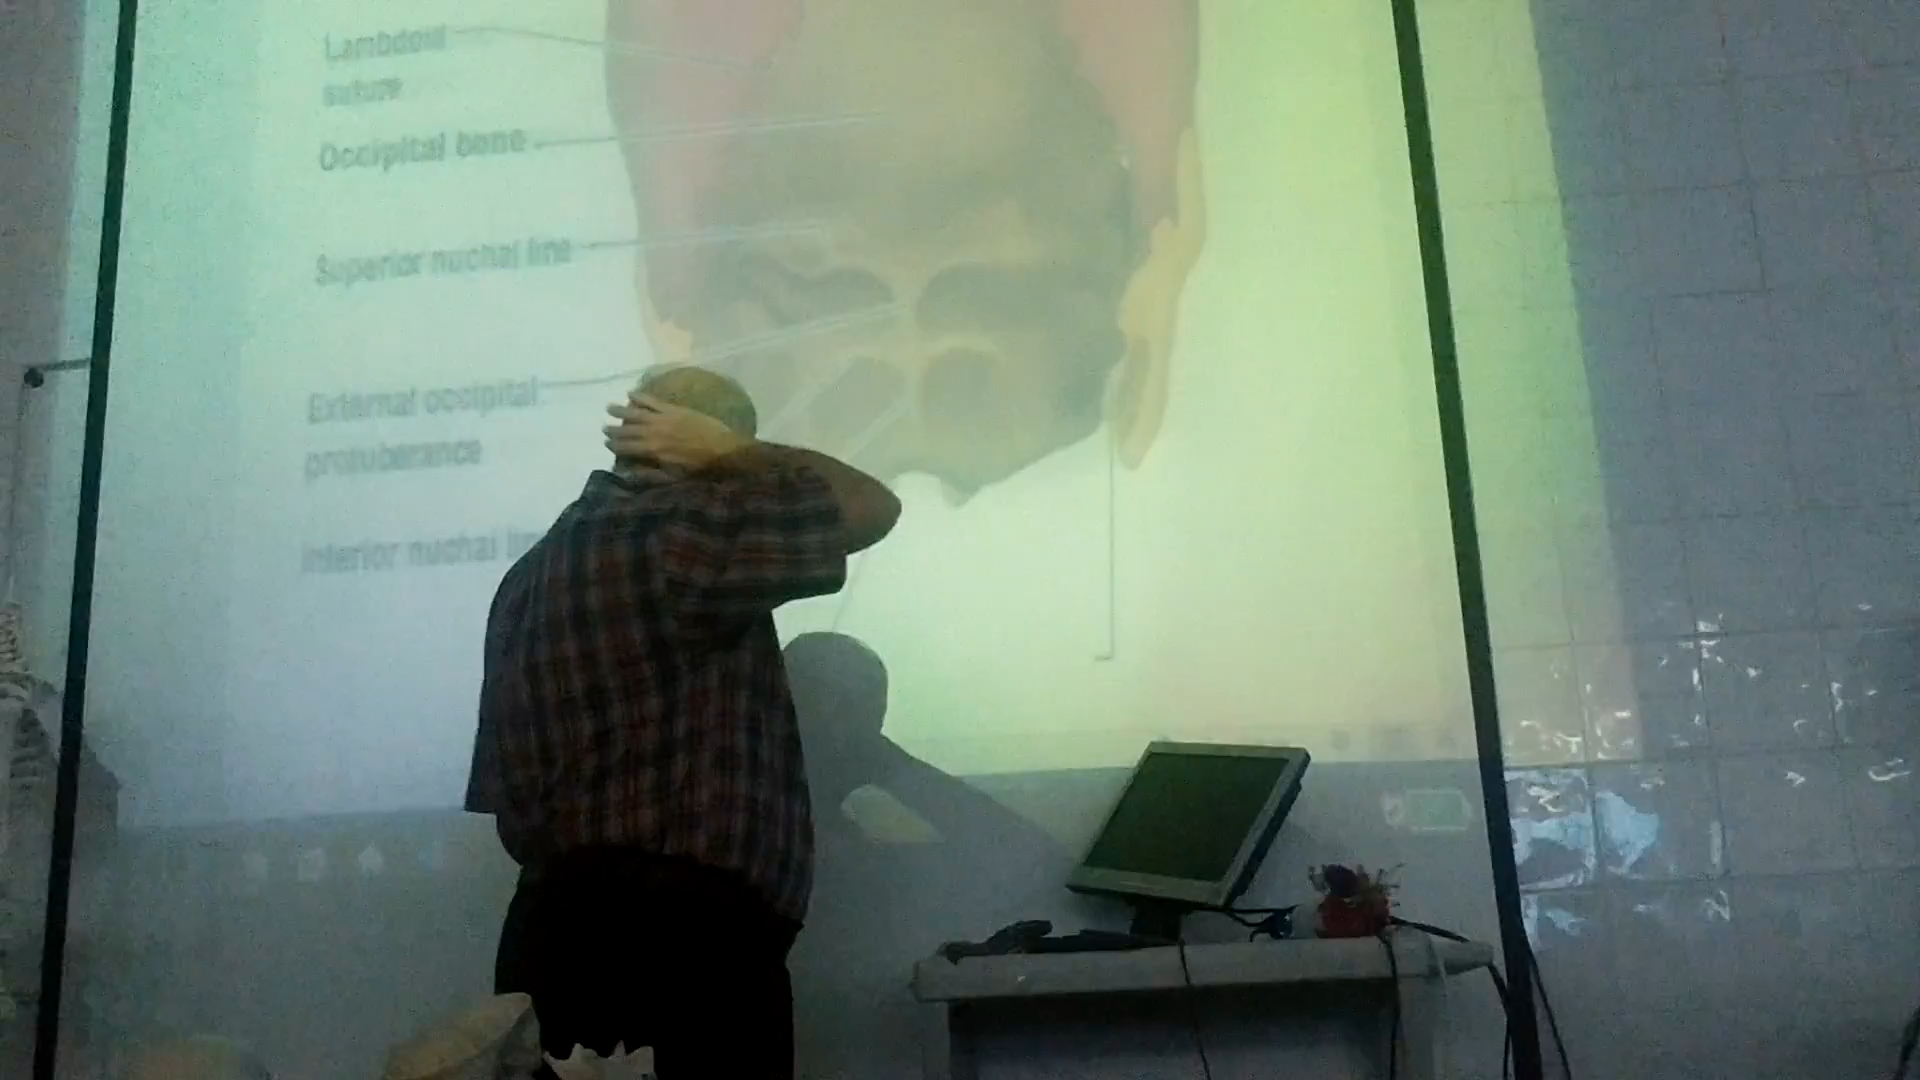 Lambdoid
suture
Occipital bone
Superior nuchal line
External occipital
protuberance
Inferior nuchal